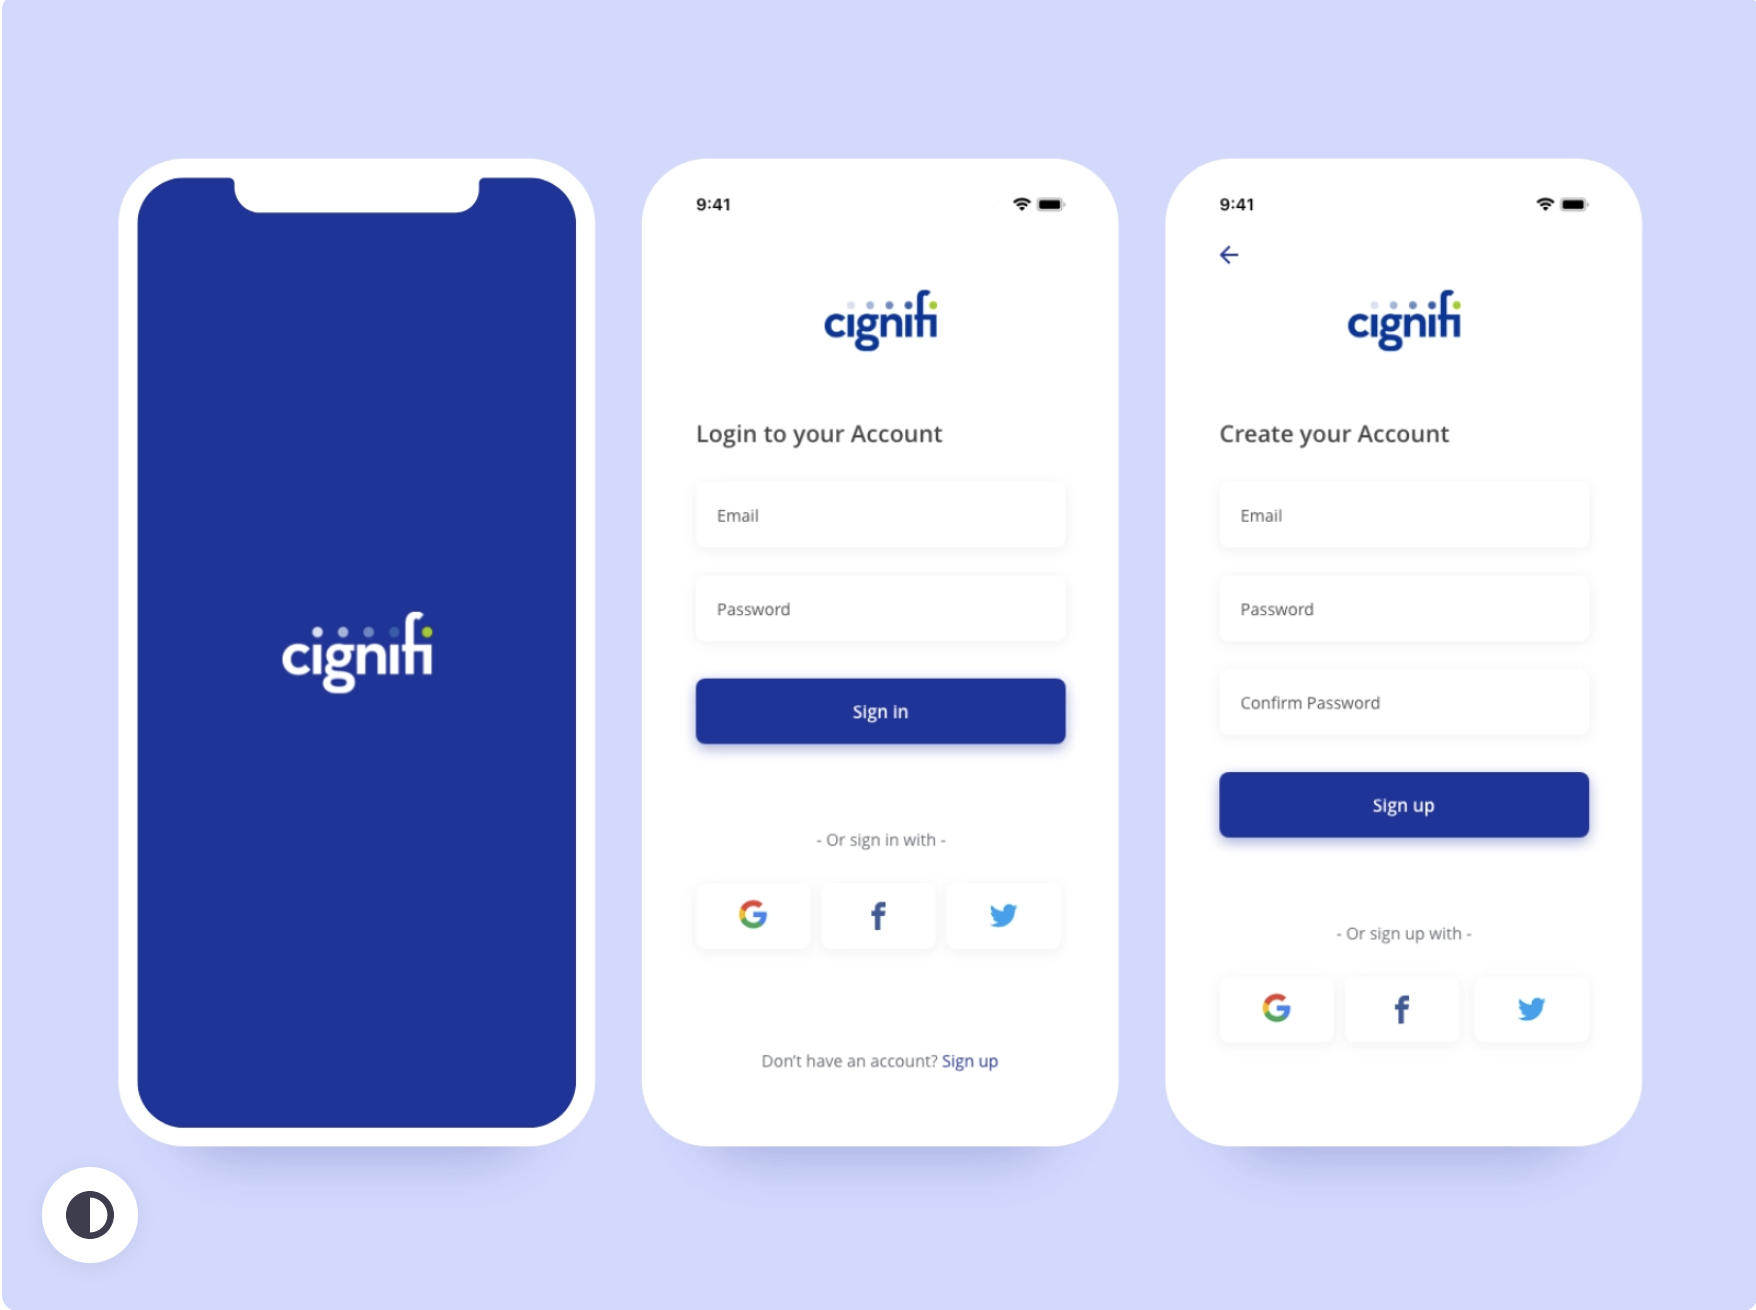 cignifi
9:41
cignifi
Login to your Account
Email
Password
Sign in
- Or sign in with -
G
f
Don't have an account? Sign up
9:41
cignifi
Create your Account
Email
Password
Confirm Password
Sign up
- Or sign up with -
G
f